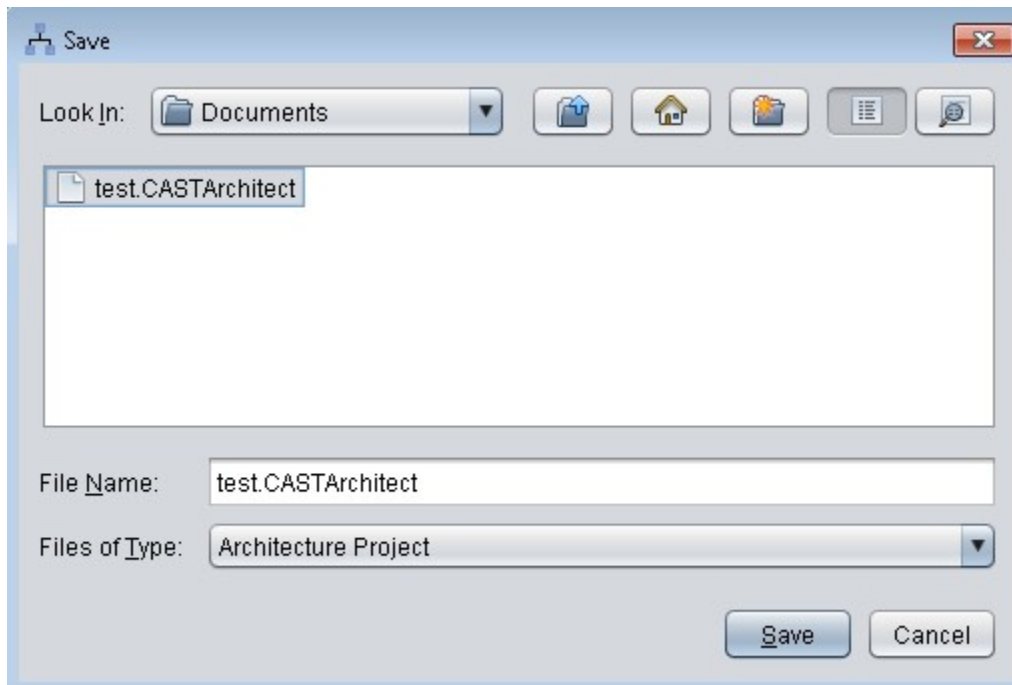 Save
Look In: Documents
test.CASTArchitect
File Name: test.CASTArchitect
Files of Type: Architecture Project
Save Cancel